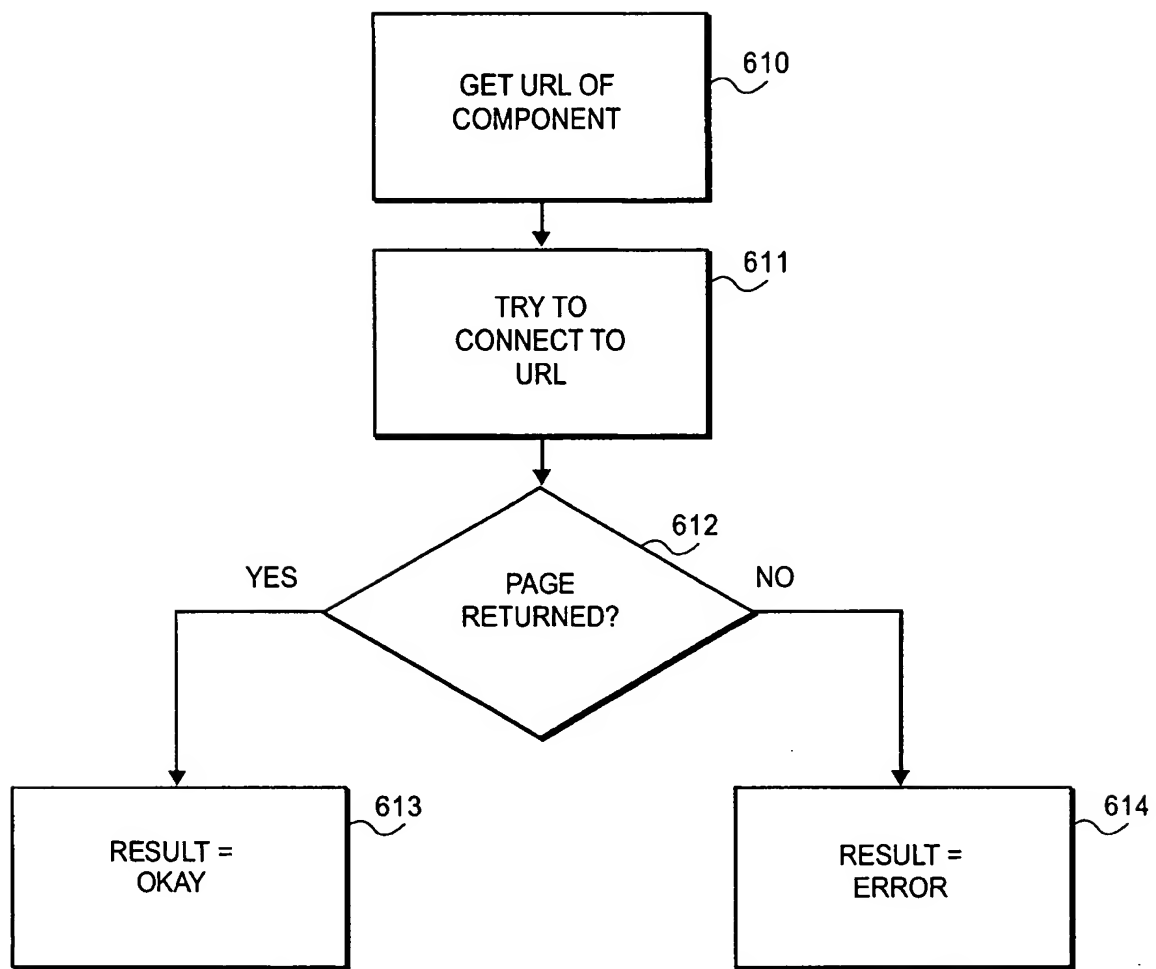 GET URL OF
COMPONENT
610
TRY TO
CONNECT TO
URL
611
PAGE
RETURNED?
612
YES
NO
RESULT =
OKAY
613
RESULT =
ERROR
614